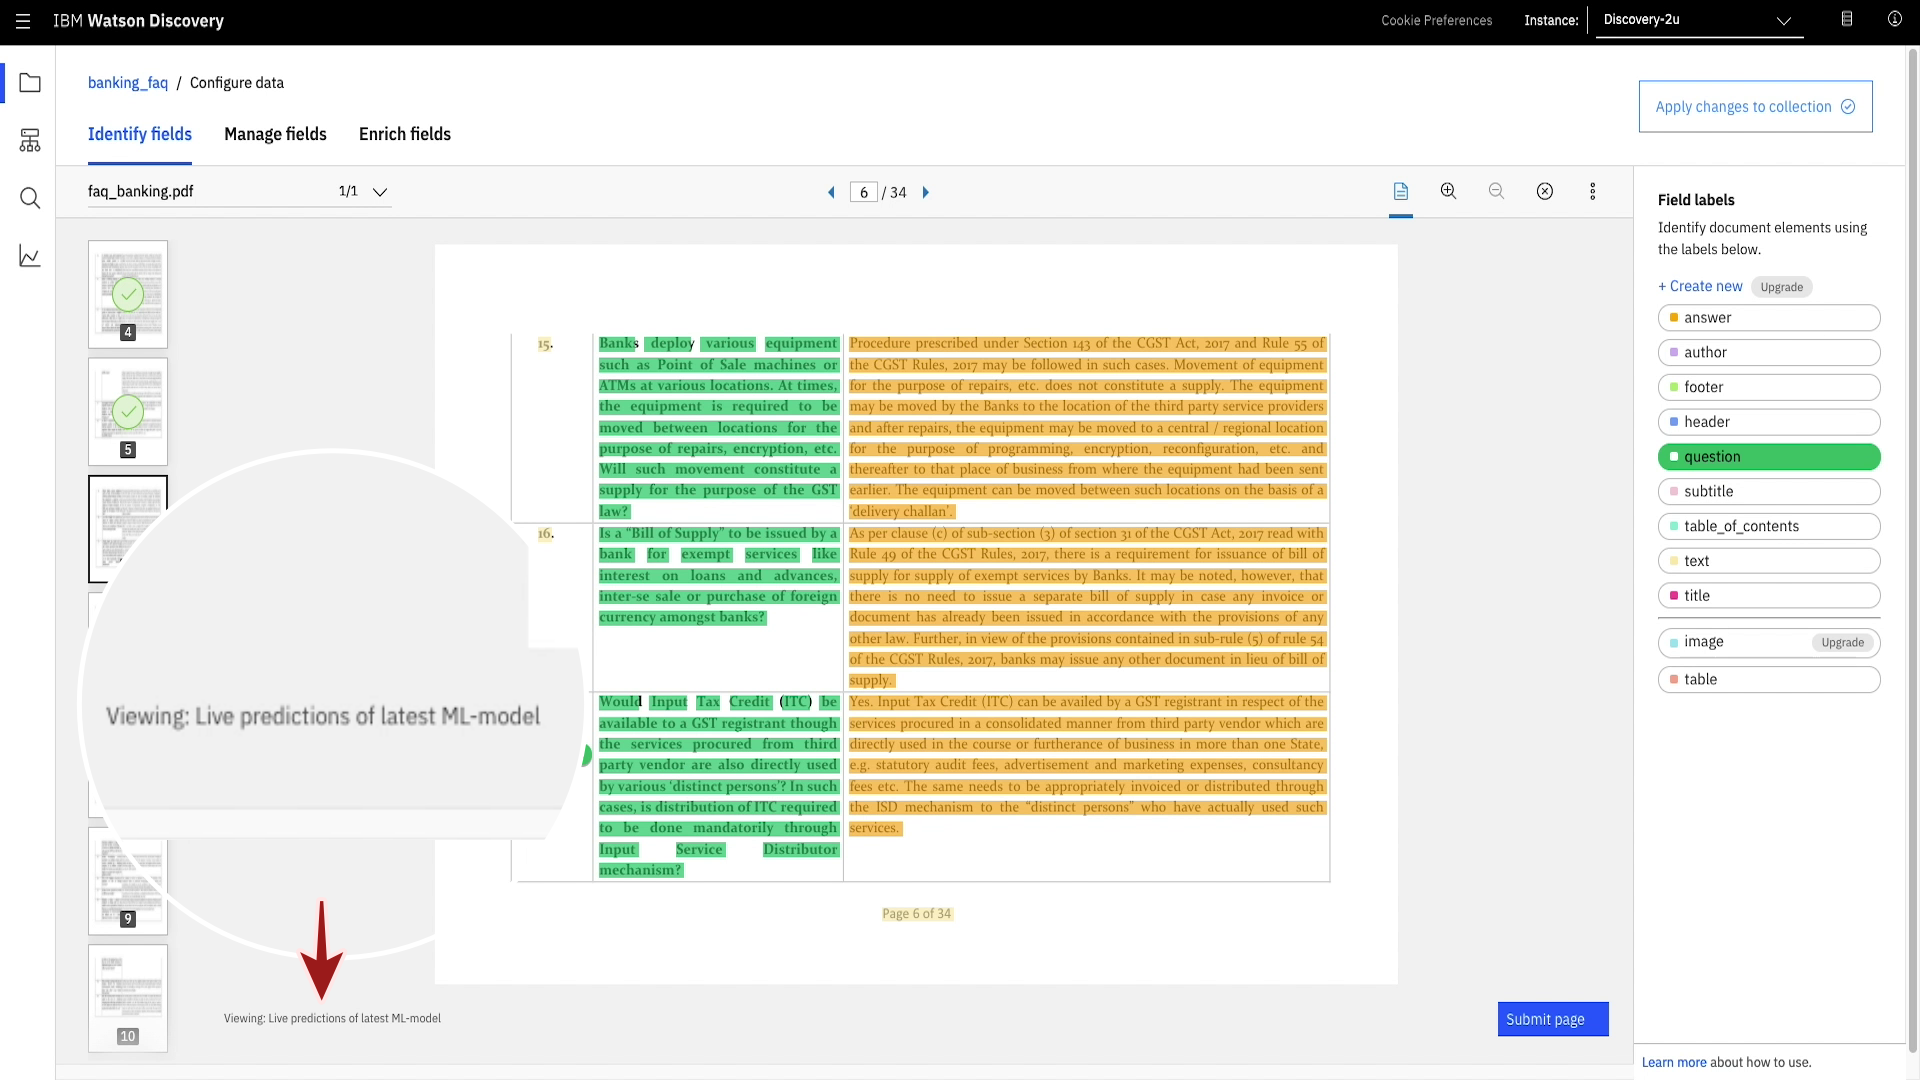 IBM Watson Discovery
Cookie Preferences
Instance:
Discovery-2u
banking_faq / Configure data
Apply changes to collection
Identify fields
Manage fields
Enrich fields
faq_banking.pdf
1/1
6 / 34
4
5
9
10
15.
Banks deploy various equipment
such as Point of Sale machines or
ATMs at various locations. At times,
the equipment is required to be
moved between locations for the
purpose of repairs, encryption, etc.
Will such movement constitute a
supply for the purpose of the GST
law?
Procedure prescribed under Section 143 of the CGST Act, 2017 and Rule 55 of
the CGST Rules, 2017 may be followed in such cases. Movement of equipment
for the purpose of repairs, etc. does not constitute a supply. The equipment
may be moved by the Banks to the location of the third party service providers
and after repairs, the equipment may be moved to a central / regional location
for the purpose of programming, encryption, reconfiguration, etc. and
thereafter to that place of business from where the equipment had been sent
earlier. The equipment can be moved between such locations on the basis of a
‘delivery challan’.
16.
Is a “Bill of Supply” to be issued by a
bank for exempt services like
interest on loans and advances,
inter-se sale or purchase of foreign
currency amongst banks?
As per clause (c) of sub-section (3) of section 31 of the CGST Act, 2017 read with
Rule 49 of the CGST Rules, 2017, there is a requirement for issuance of bill of
supply for supply of exempt services by Banks. It may be noted, however, that
there is no need to issue a separate bill of supply in case any invoice or
document has already been issued in accordance with the provisions of any
other law. Further, in view of the provisions contained in sub-rule (5) of rule 54
of the CGST Rules, 2017, banks may issue any other document in lieu of bill of
supply.
Would Input Tax Credit (ITC) be
available to a GST registrant though
the services procured from third
party vendor are also directly used
by various ‘distinct persons’? In such
cases, is distribution of ITC required
to be done mandatorily through
Input Service Distributor
mechanism?
Yes. Input Tax Credit (ITC) can be availed by a GST registrant in respect of the
services procured in a consolidated manner from third party vendor which are
directly used in the course or furtherance of business in more than one State,
e.g. statutory audit fees, advertisement and marketing expenses, consultancy
fees etc. The same needs to be appropriately invoiced or distributed through
the ISD mechanism to the “distinct persons” who have actually used such
services.
Page 6 of 34
Viewing: Live predictions of latest ML-model
Viewing: Live predictions of latest ML-model
Submit page
Field labels
Identify document elements using
the labels below.
+ Create new
Upgrade
answer
author
footer
header
question
subtitle
table_of_contents
text
title
image
Upgrade
table
Learn more about how to use.